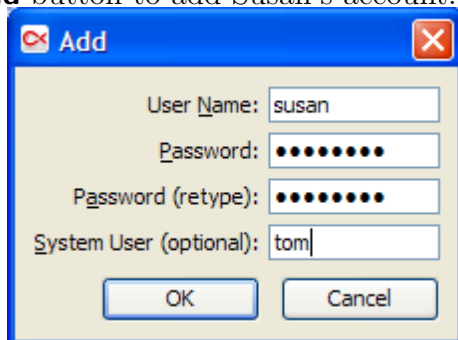 button to add Susan's account.
Add
User Name: susan
Password: ●●●●●●●●
Password (retype): ●●●●●●●●
System User (optional): tom
OK Cancel